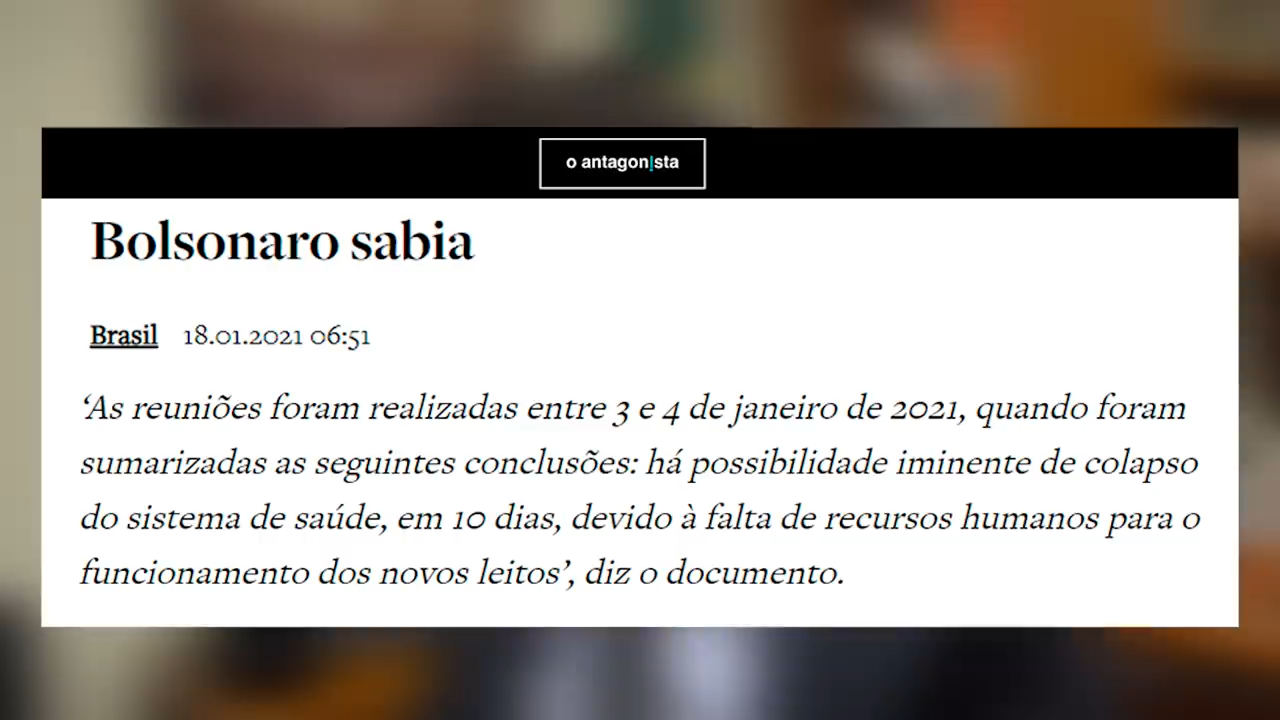 o antagonista
Bolsonaro sabia
Brasil 18.01.2021 06:51
‘As reuniões foram realizadas entre 3 e 4 de janeiro de 2021, quando foram
sumarizadas as seguintes conclusões: há possibilidade iminente de colapso
do sistema de saúde, em 10 dias, devido à falta de recursos humanos para o
funcionamento dos novos leitos’, diz o documento.